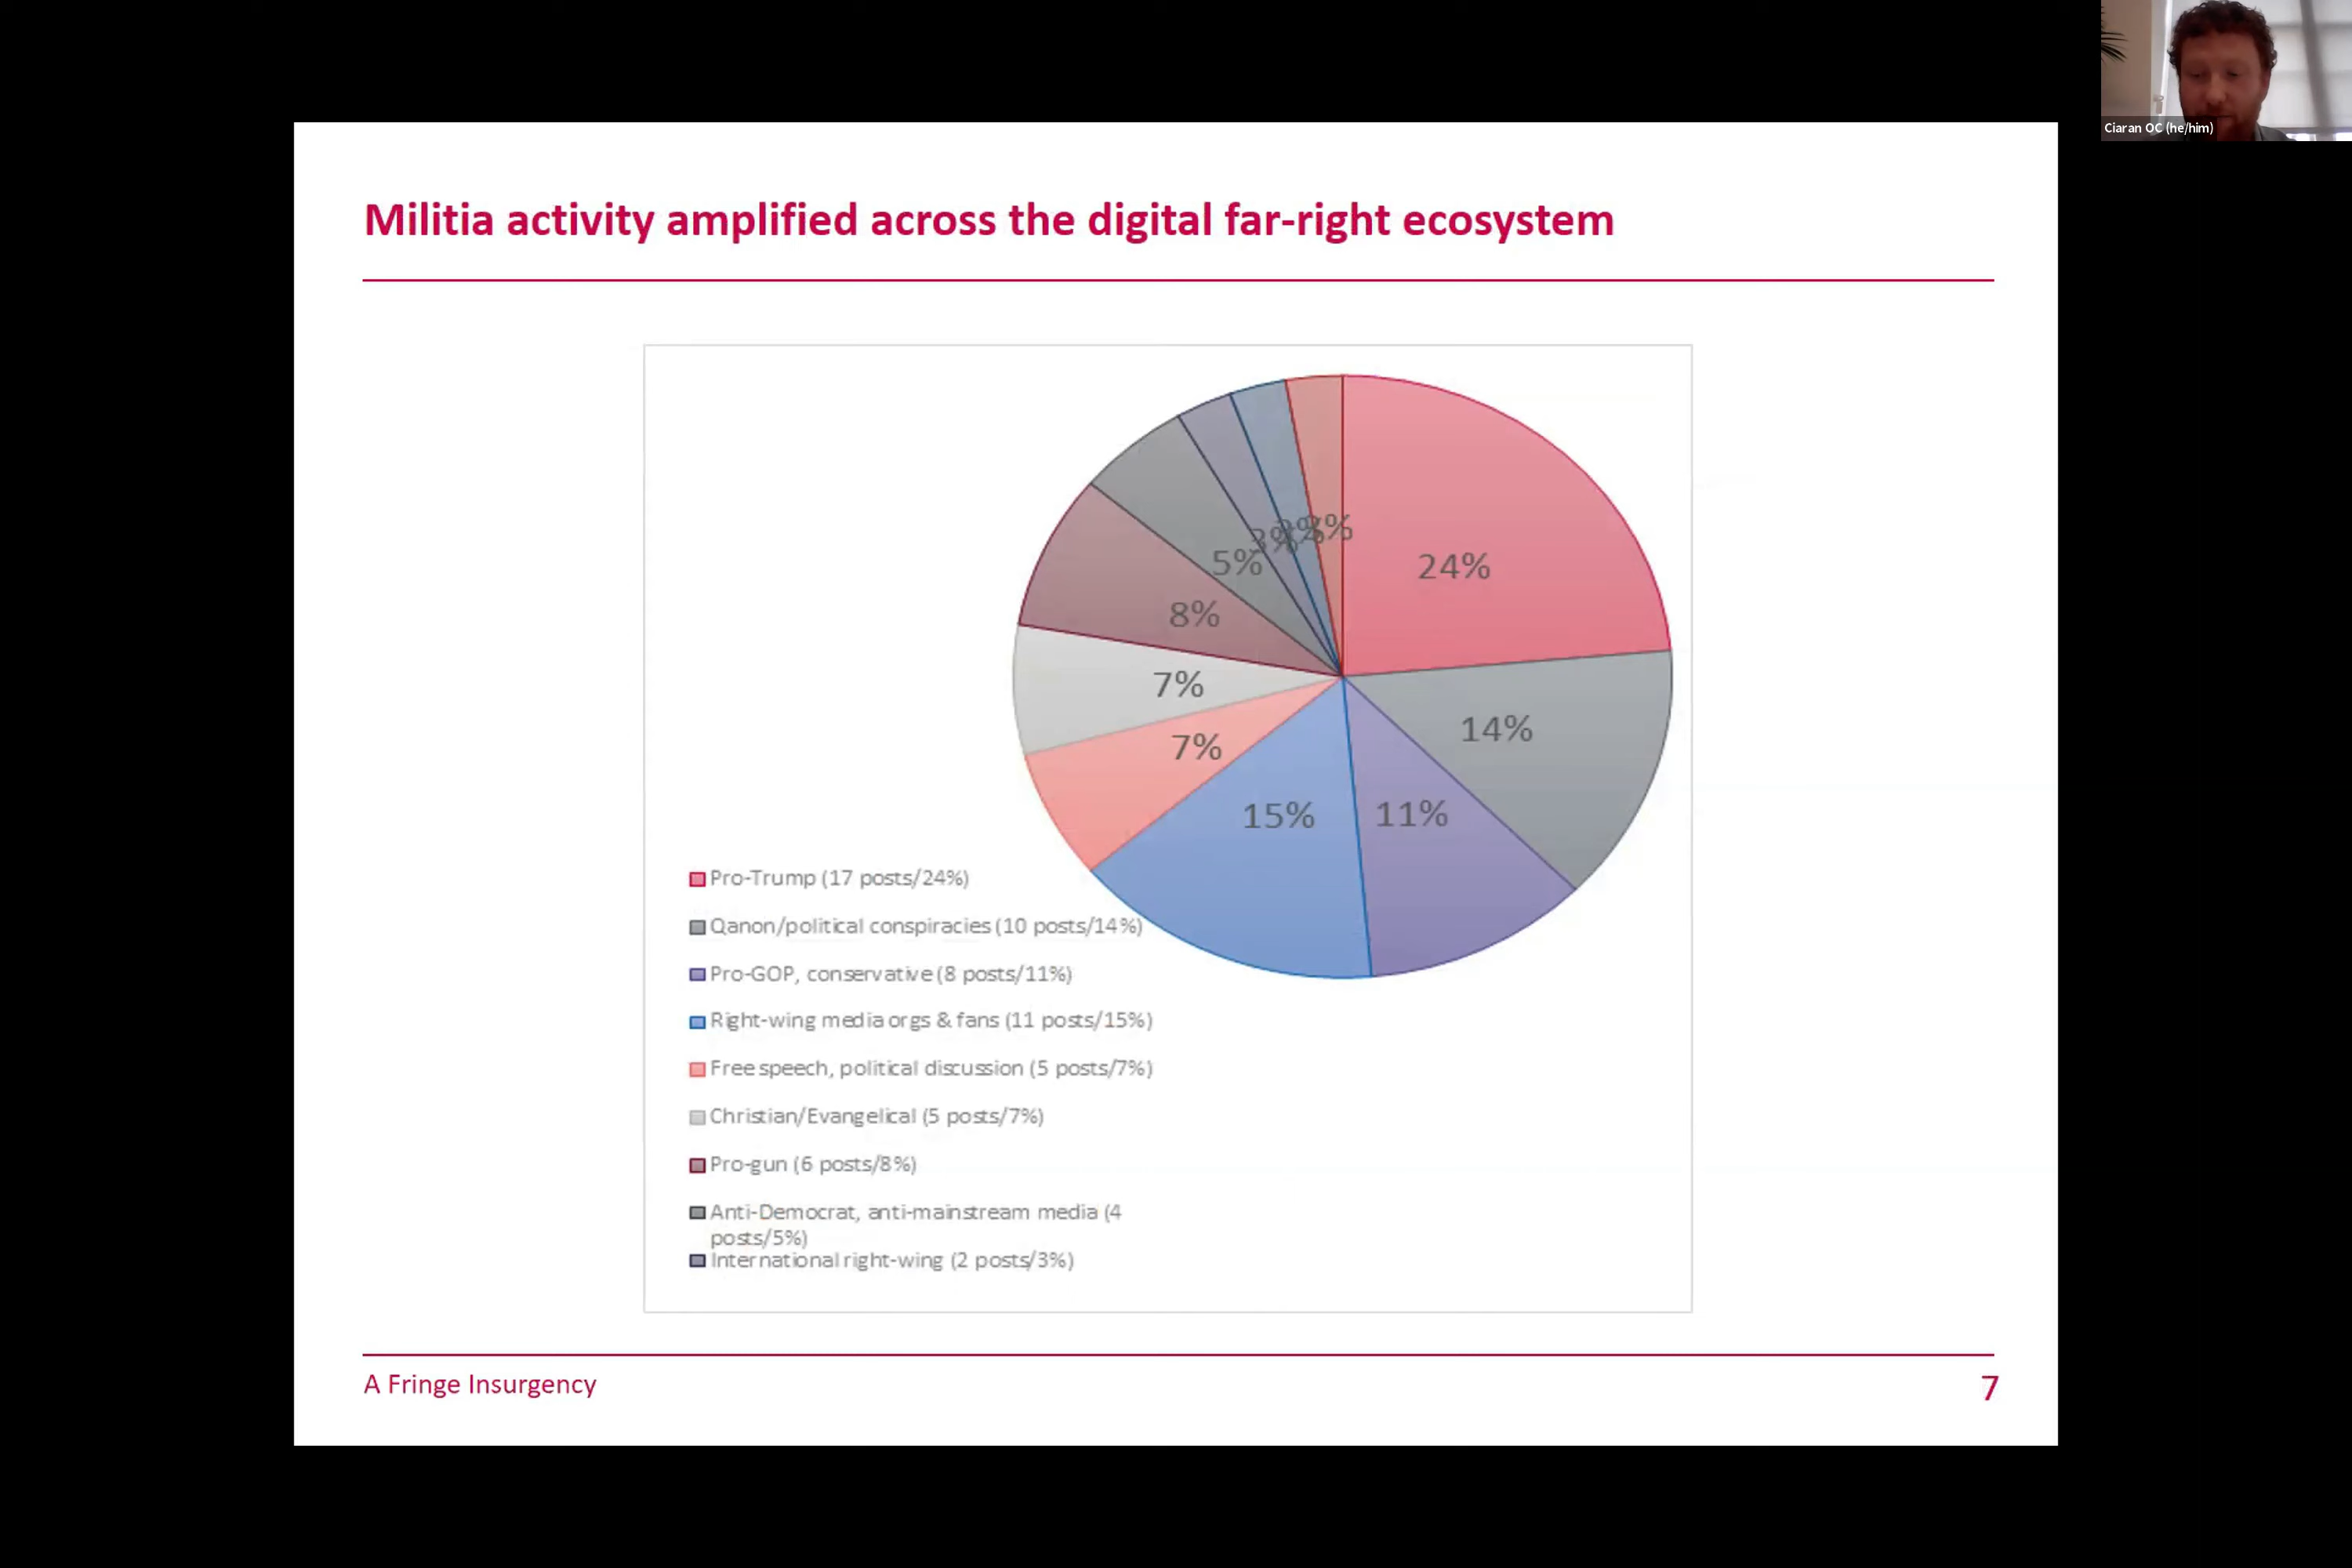 Ciaran OC (he/him)
Militia activity amplified across the digital far-right ecosystem
3%
3%
3%
24%
5%
8%
7%
14%
7%
15%
11%
Pro-Trump (17 posts/24%)
Qanon/political conspiracies (10 posts/14%)
Pro-GOP, conservative (8 posts/11%)
Right-wing media orgs & fans (11 posts/15%)
Free speech, political discussion (5 posts/7%)
Christian/Evangelical (5 posts/7%)
Pro-gun (6 posts/8%)
Anti-Democrat, anti-mainstream media (4
posts/5%)
International right-wing (2 posts/3%)
A Fringe Insurgency
7